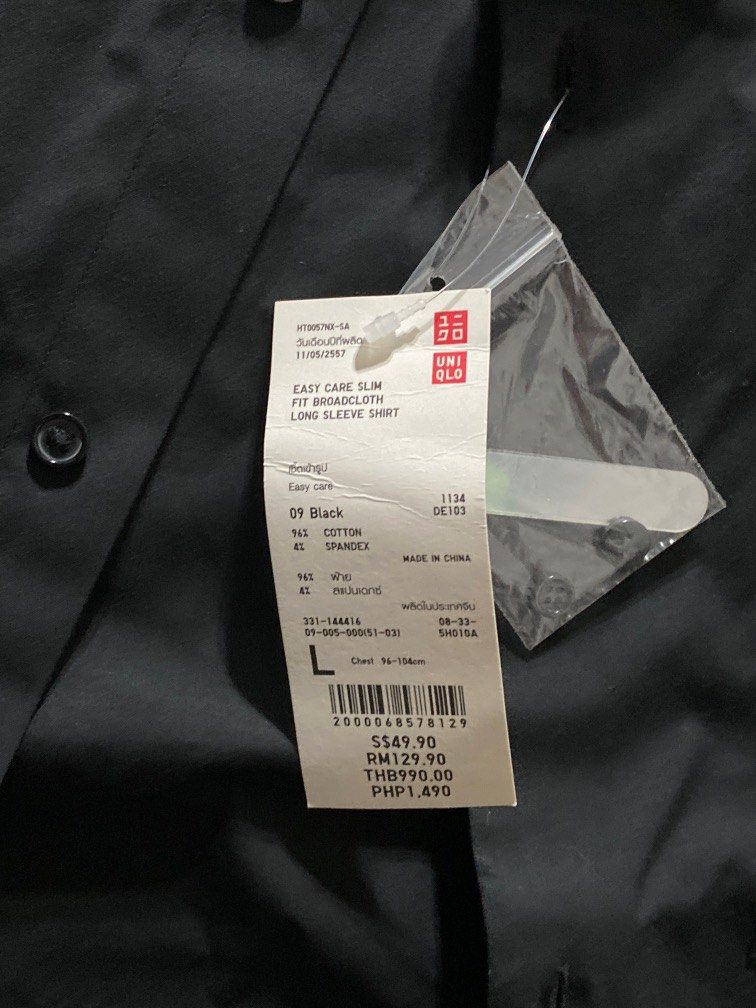 HT0057NX-SA
วันเดือนปีที่ผลิต
11/05/2557
ユニ
クロ
UNI
QLO
EASY CARE SLIM
FIT BROADCLOTH
LONG SLEEVE SHIRT
เชิ้ตเข้ารูป
Easy care
1134
09 Black DE103
96% COTTON
4% SPANDEX
MADE IN CHINA
96% ฝ้าย
4% สแปนเดกซ์
ผลิตในประเทศจีน
331-144416 08-33-
09-005-000(51-03) SH010A
L Chest 96-104cm
2000068578129
S$49.90
RM129.90
THB990.00
PHP1,490